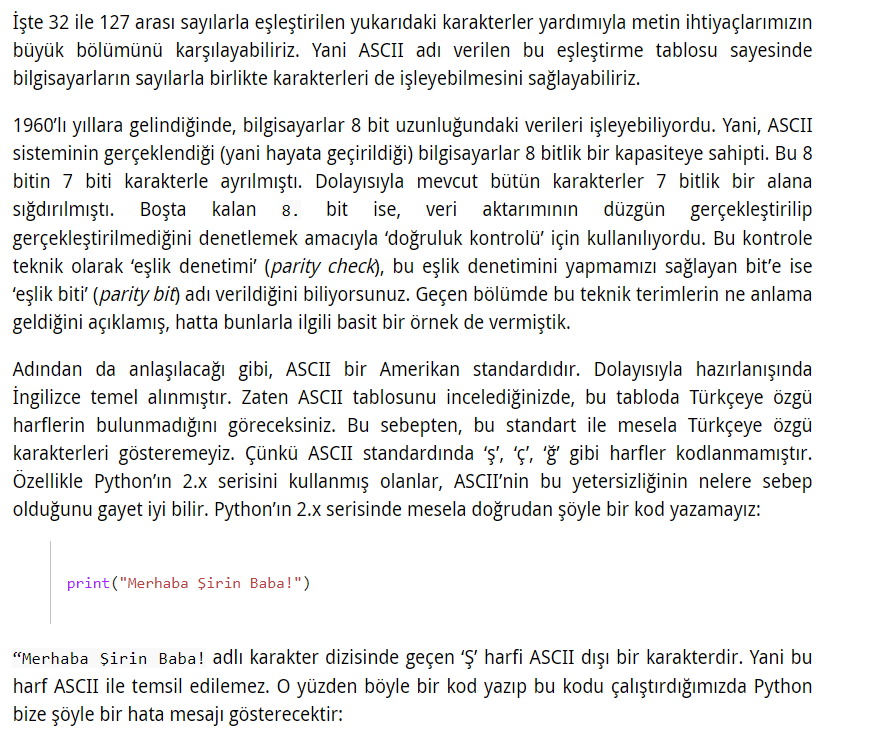 İşte 32 ile 127 arası sayılarla eşleştirilen yukarıdaki karakterler yardımıyla metin ihtiyaçlarımızın
büyük bölümünü karşılayabiliriz. Yani ASCII adı verilen bu eşleştirme tablosu sayesinde
bilgisayarların sayılarla birlikte karakterleri de işleyebilmesini sağlayabiliriz.
1960’lı yıllara gelindiğinde, bilgisayarlar 8 bit uzunluğundaki verileri işleyebiliyordu. Yani, ASCII
sisteminin gerçeklendiği (yani hayata geçirildiği) bilgisayarlar 8 bitlik bir kapasiteye sahipti. Bu 8
bitin 7 biti karakterle ayrılmıştı. Dolayısıyla mevcut bütün karakterler 7 bitlik bir alana
sığdırılmıştı. Boşta kalan 8. bit ise, veri aktarımının düzgün gerçekleştirilip
gerçekleştirilmediğini denetlemek amacıyla ‘doğruluk kontrolü’ için kullanılıyordu. Bu kontrole
teknik olarak ‘eşlik denetimi’ (parity check), bu eşlik denetimini yapmamızı sağlayan bit’e ise
‘eşlik biti’ (parity bit) adı verildiğini biliyorsunuz. Geçen bölümde bu teknik terimlerin ne anlama
geldiğini açıklamış, hatta bunlarla ilgili basit bir örnek de vermiştik.
Adından da anlaşılacağı gibi, ASCII bir Amerikan standardıdır. Dolayısıyla hazırlanışında
İngilizce temel alınmıştır. Zaten ASCII tablosunu incelediğinizde, bu tabloda Türkçeye özgü
harflerin bulunmadığını göreceksiniz. Bu sebepten, bu standart ile mesela Türkçeye özgü
karakterleri gösteremeyiz. Çünkü ASCII standardında ‘ş’, ‘ç’, ‘ğ’ gibi harfler kodlanmamıştır.
Özellikle Python’ın 2.x serisini kullanmış olanlar, ASCII’nin bu yetersizliğinin nelere sebep
olduğunu gayet iyi bilir. Python’ın 2.x serisinde mesela doğrudan şöyle bir kod yazamayız:
print("Merhaba Şirin Baba!")
“Merhaba Şirin Baba! adlı karakter dizisinde geçen ‘Ş’ harfi ASCII dışı bir karakterdir. Yani bu
harf ASCII ile temsil edilemez. O yüzden böyle bir kod yazıp bu kodu çalıştırdığımızda Python
bize şöyle bir hata mesajı gösterecektir: